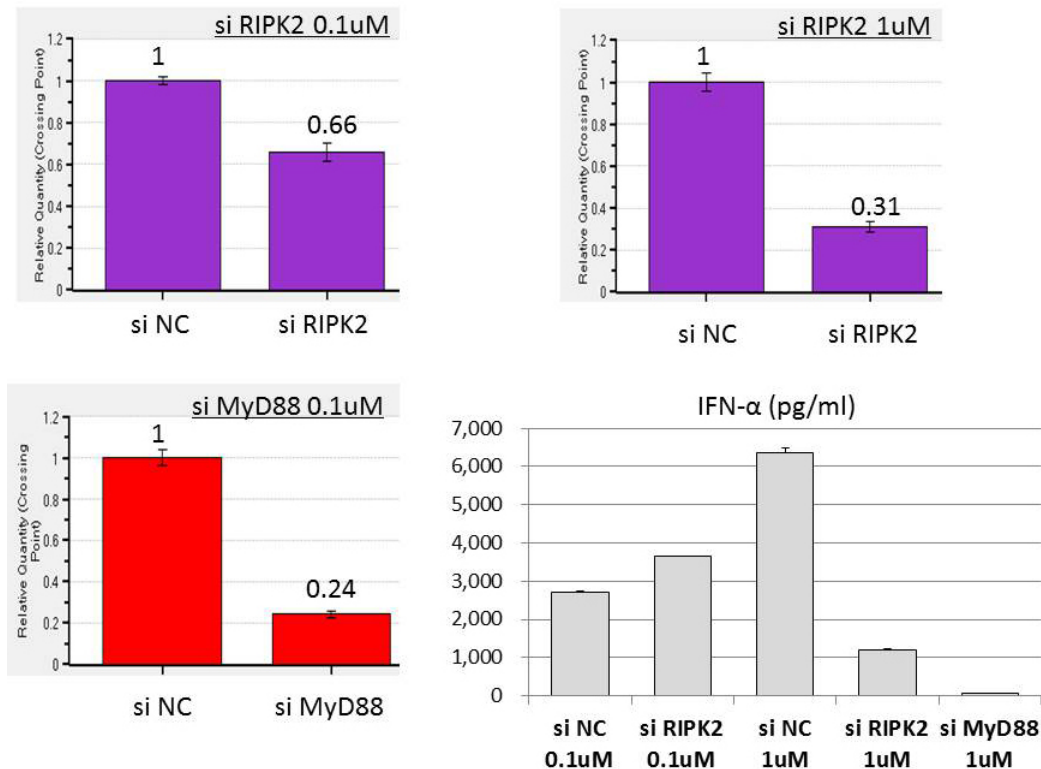 si RIPK2 0.1uM
Relative Quantity (Crossing Point)
1.2
1
0.8
0.6
0.4
0.2
0
1
0.66
si NC
si RIPK2
si RIPK2 1uM
Relative Quantity (Crossing Point)
1.2
1
0.8
0.6
0.4
0.2
0
1
0.31
si NC
si RIPK2
si MyD88 0.1uM
Relative Quantity (Crossing
Point)
1.2
1
0.8
0.6
0.4
0.2
0
1
0.24
si NC
si MyD88
IFN-α (pg/ml)
7,000
6,000
5,000
4,000
3,000
2,000
1,000
0
si NC
0.1uM
si RIPK2
0.1uM
si NC
1uM
si RIPK2
1uM
si MyD88
1uM